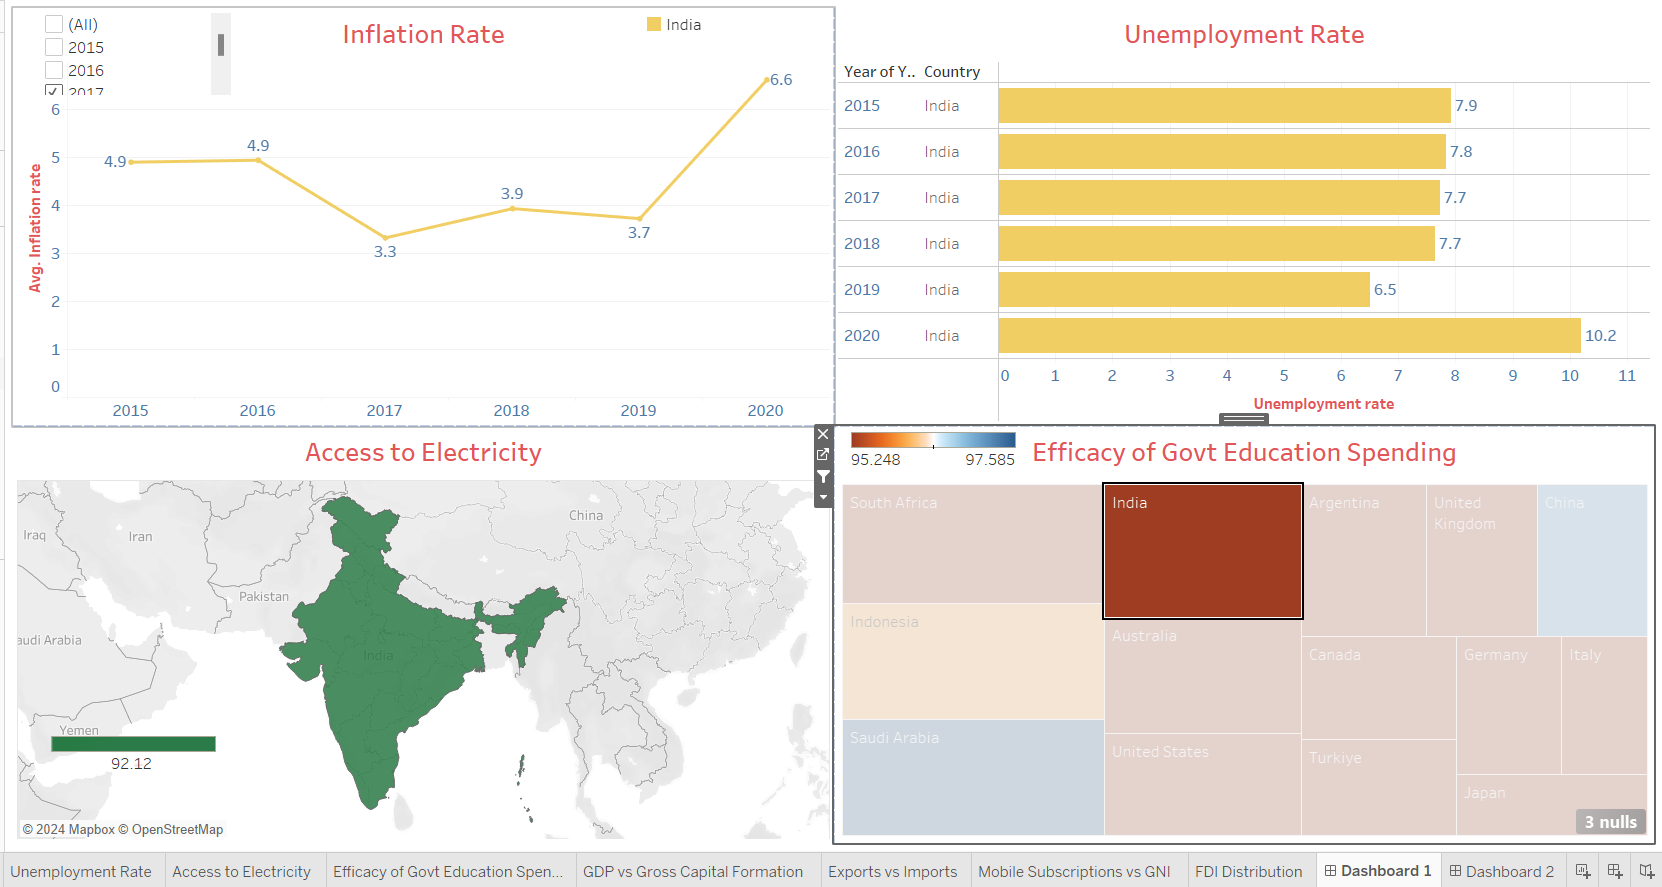 (All)
2015
2016
2017
Inflation Rate
India
6.6
6
4.9
4.9
5
3.9
4
3.7
3.3
3
2
1
0
Avg. Inflation rate
2015
2016
2017
2018
2019
2020
Unemployment Rate
Year of Y.. Country
2015 India 7.9
2016 India 7.8
2017 India 7.7
2018 India 7.7
2019 India 6.5
2020 India 10.2
0 1 2 3 4 5 6 7 8 9 10 11
Unemployment rate
Access to Electricity
China
Iraq
Iran
Pakistan
audi Arabia
India
Yemen
92.12
© 2024 Mapbox © OpenStreetMap
95.248
97.585
Efficacy of Govt Education Spending
South Africa
India
Argentina
United
Kingdom
China
Indonesia
Australia
Canada
Germany
Italy
Saudi Arabia
United States
Turkiye
Japan
3 nulls
Unemployment Rate
Access to Electricity
Efficacy of Govt Education Spen...
GDP vs Gross Capital Formation
Exports vs Imports
Mobile Subscriptions vs GNI
FDI Distribution
Dashboard 1
Dashboard 2